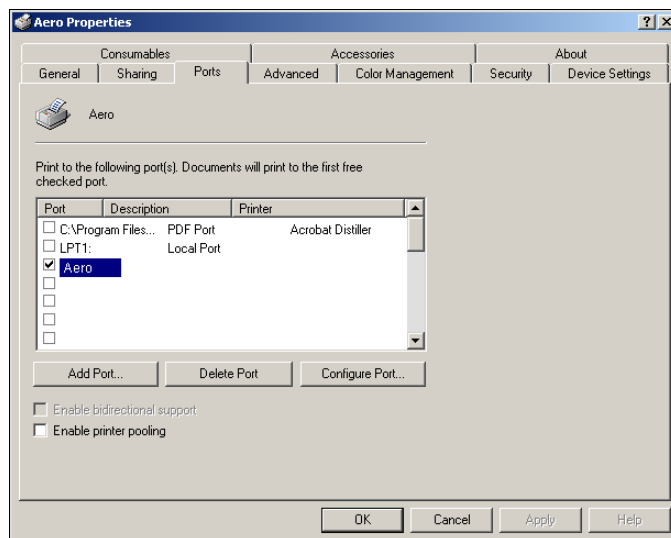 Aero Properties
Consumables Accessories About
General Sharing Ports Advanced Color Management Security Device Settings
Aero
Print to the following port(s). Documents will print to the first free
checked port.
Port Description Printer
C:\Program Files... PDF Port Acrobat Distiller
LPT1: Local Port
Aero
Add Port... Delete Port Configure Port...
Enable bidirectional support
Enable printer pooling
OK Cancel Apply Help